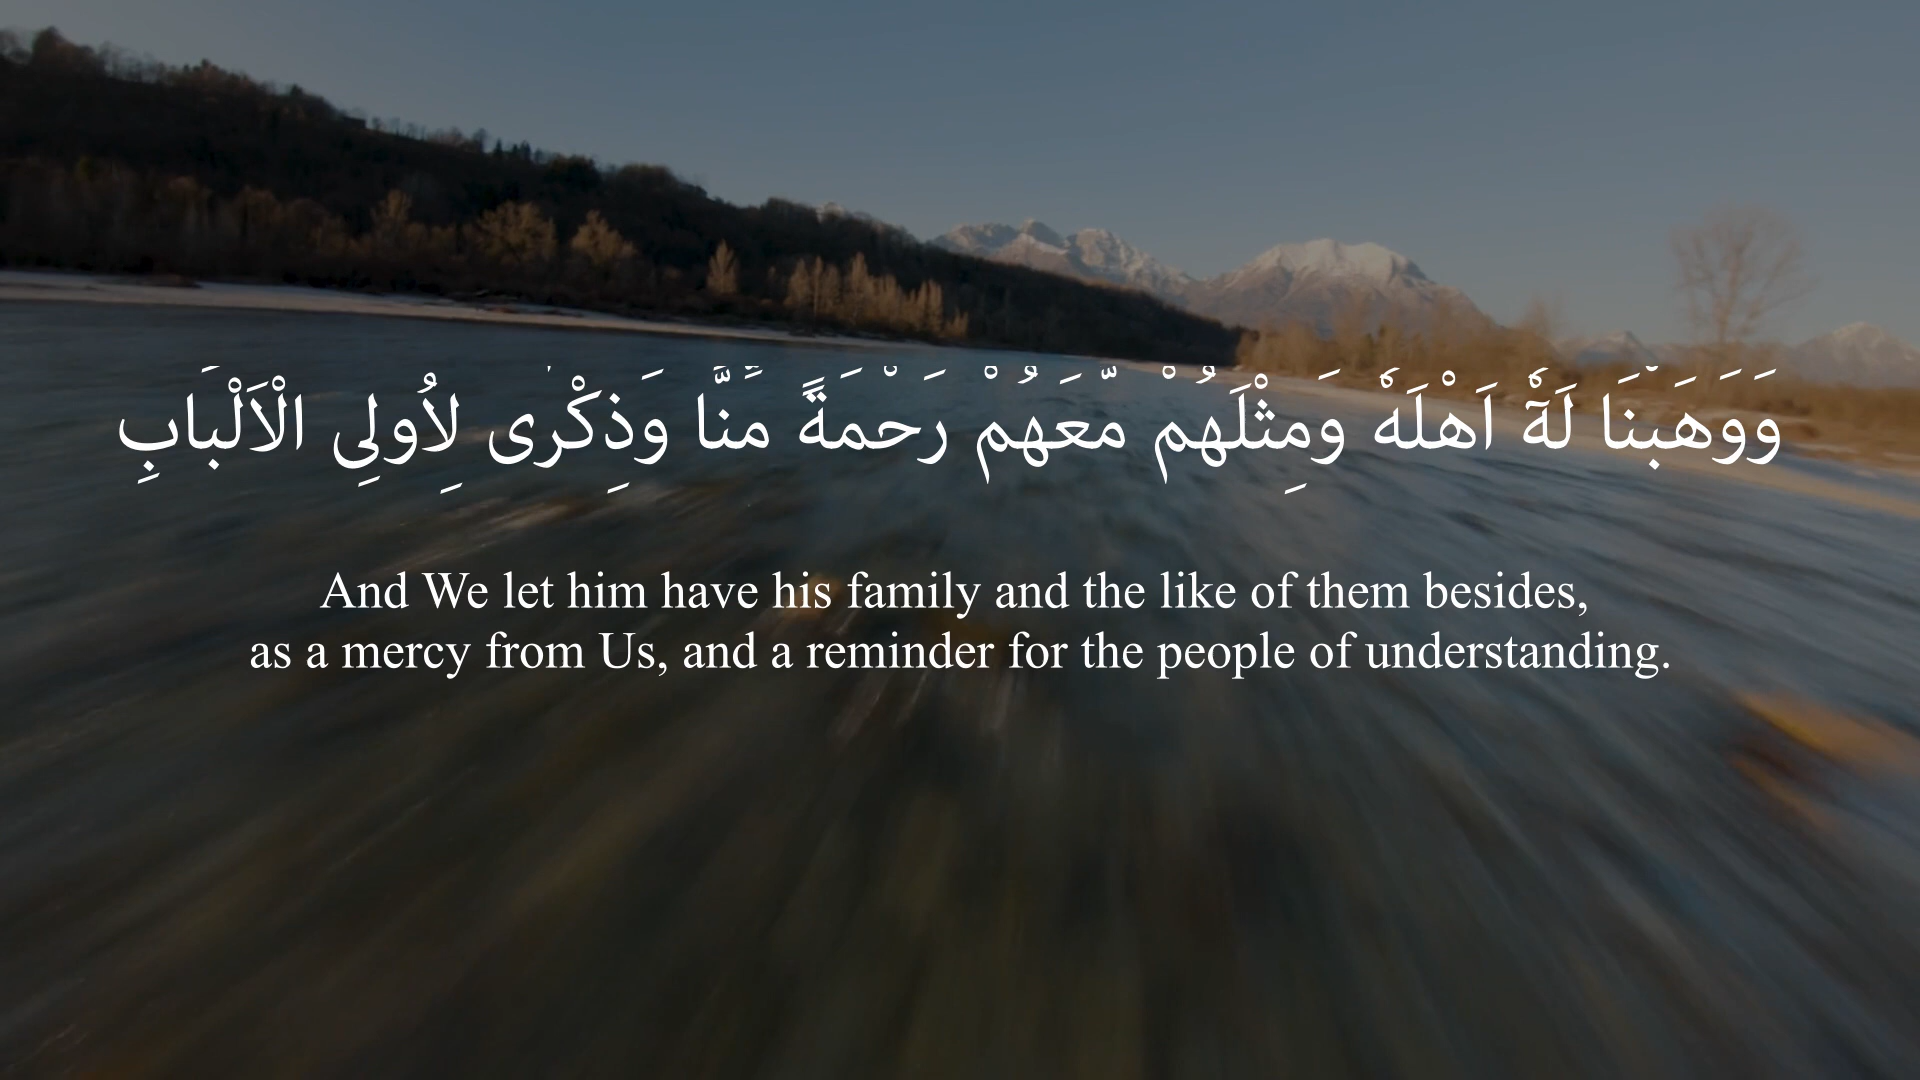 وَوَهَبْنَا لَهٗٓ اَهْلَهٗ وَمِثْلَهُمْ مَّعَهُمْ رَحْمَةً مِّنَّا وَذِكْرٰى لِاُولِى الْاَلْبَابِ
And We let him have his family and the like of them besides,
as a mercy from Us, and a reminder for the people of understanding.